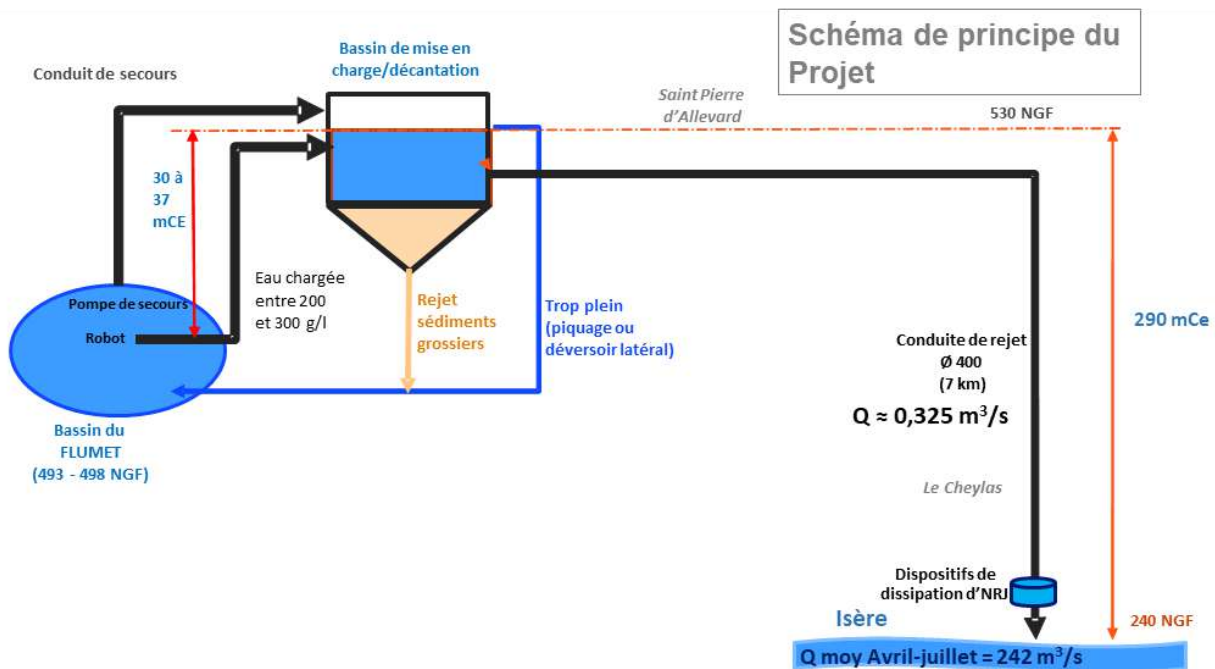 Schéma de principe du
Projet
Bassin de mise en
charge/décantation
Conduit de secours
Saint Pierre
d'Allevard
530 NGF
30 à
37
mCE
Eau chargée
entre 200
et 300 g/l
Pompe de secours
Robot
Rejet
sédiments
grossiers
Trop plein
(piquage ou
déversoir latéral)
290 mCe
Conduite de rejet
Ø 400
(7 km)
Q ≈ 0,325 m³/s
Bassin du
FLUMET
(493 - 498 NGF)
Le Cheylas
Dispositifs de
dissipation d'NRJ
Isère
240 NGF
Q moy Avril-juillet = 242 m³/s